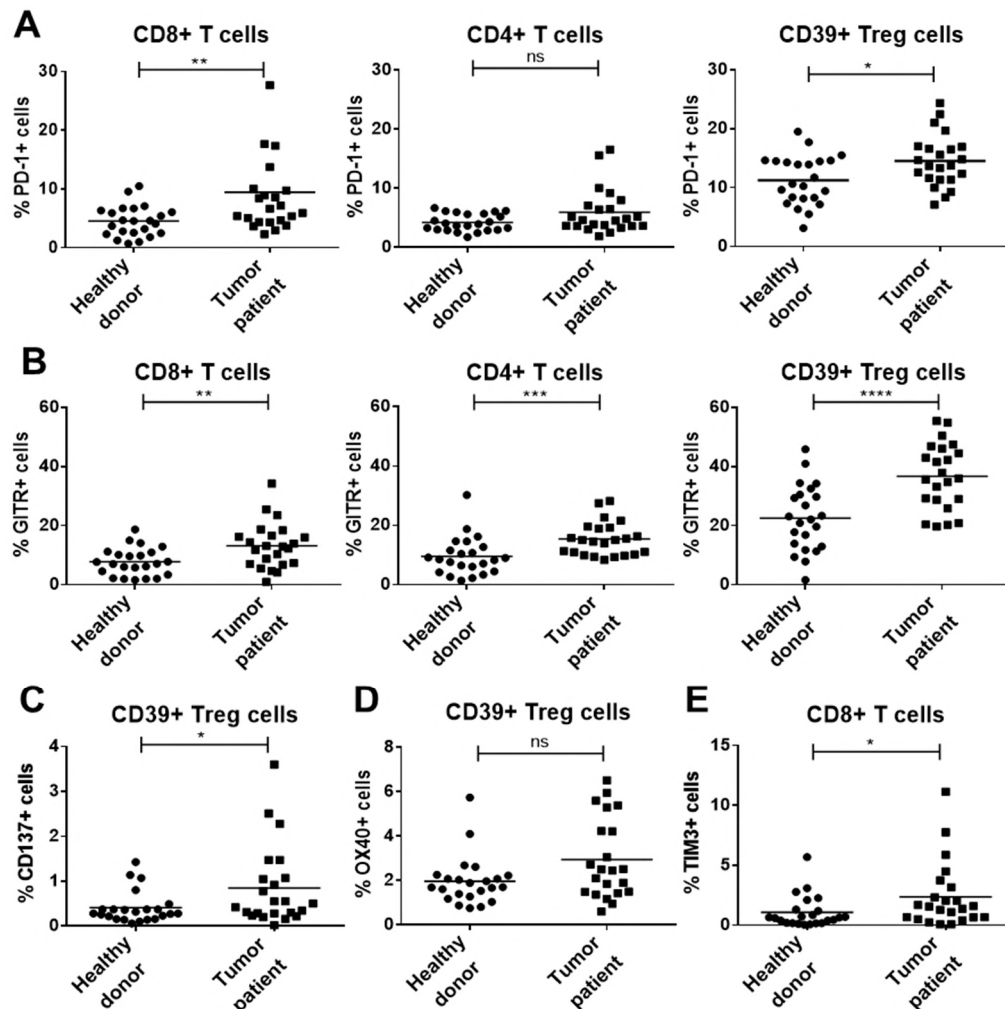 A
CD8+ T cells
**
% PD-1+ cells
30
20
10
0
Healthy donor
Tumor patient
CD4+ T cells
ns
% PD-1+ cells
30
20
10
0
Healthy donor
Tumor patient
CD39+ Treg cells
*
% PD-1+ cells
30
20
10
0
Healthy donor
Tumor patient
B
CD8+ T cells
**
% GITR+ cells
60
40
20
0
Healthy donor
Tumor patient
CD4+ T cells
***
% GITR+ cells
60
40
20
0
Healthy donor
Tumor patient
CD39+ Treg cells
****
% GITR+ cells
60
40
20
0
Healthy donor
Tumor patient
C
CD39+ Treg cells
*
% CD137+ cells
4
3
2
1
0
Healthy donor
Tumor patient
D
CD39+ Treg cells
ns
% OX40+ cells
8
6
4
2
0
Healthy donor
Tumor patient
E
CD8+ T cells
*
% TIM3+ cells
15
10
5
0
Healthy donor
Tumor patient